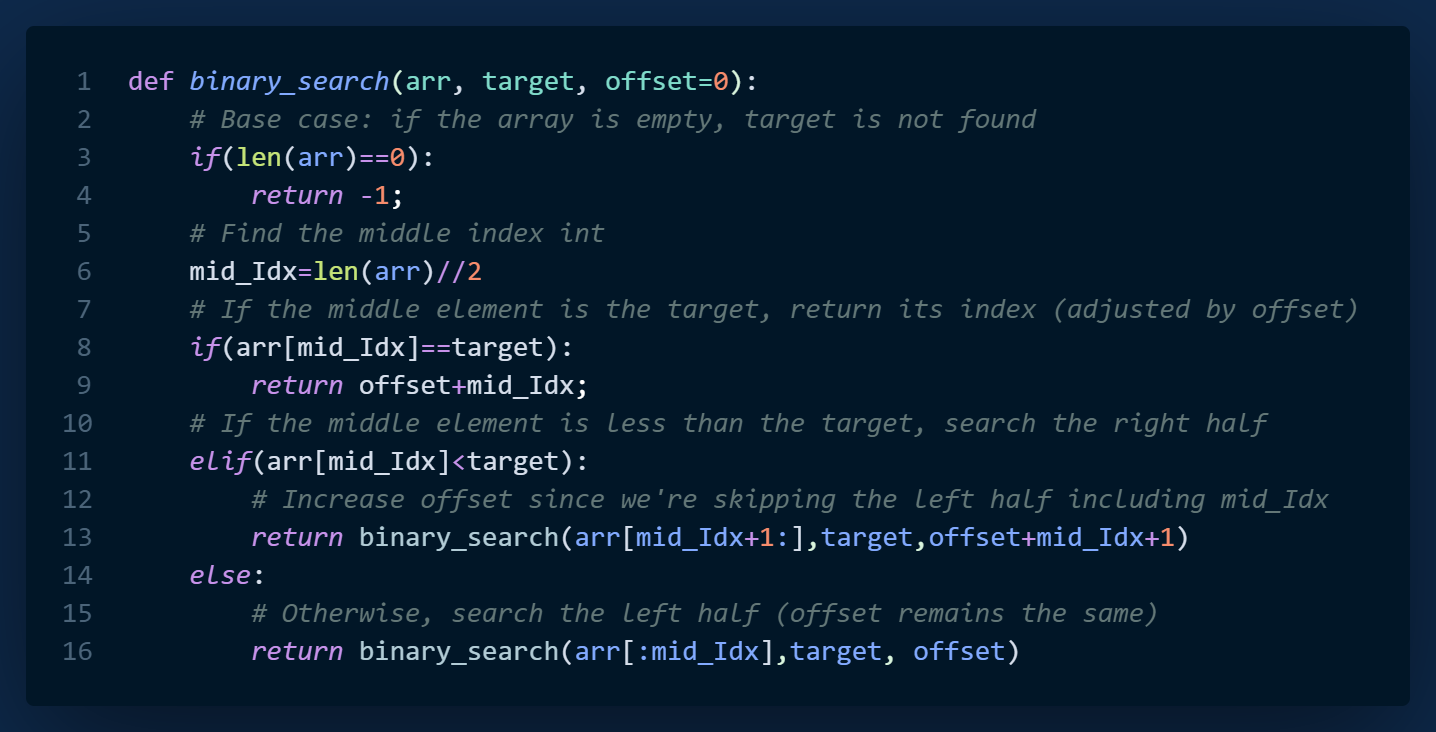 1 def binary_search(arr, target, offset=0):
2     # Base case: if the array is empty, target is not found
3     if(len(arr)==0):
4         return -1;
5     # Find the middle index int
6     mid_Idx=len(arr)//2
7     # If the middle element is the target, return its index (adjusted by offset)
8     if(arr[mid_Idx]==target):
9         return offset+mid_Idx;
10     # If the middle element is less than the target, search the right half
11     elif(arr[mid_Idx]<target):
12         # Increase offset since we're skipping the left half including mid_Idx
13         return binary_search(arr[mid_Idx+1:],target,offset+mid_Idx+1)
14     else:
15         # Otherwise, search the left half (offset remains the same)
16         return binary_search(arr[:mid_Idx],target, offset)